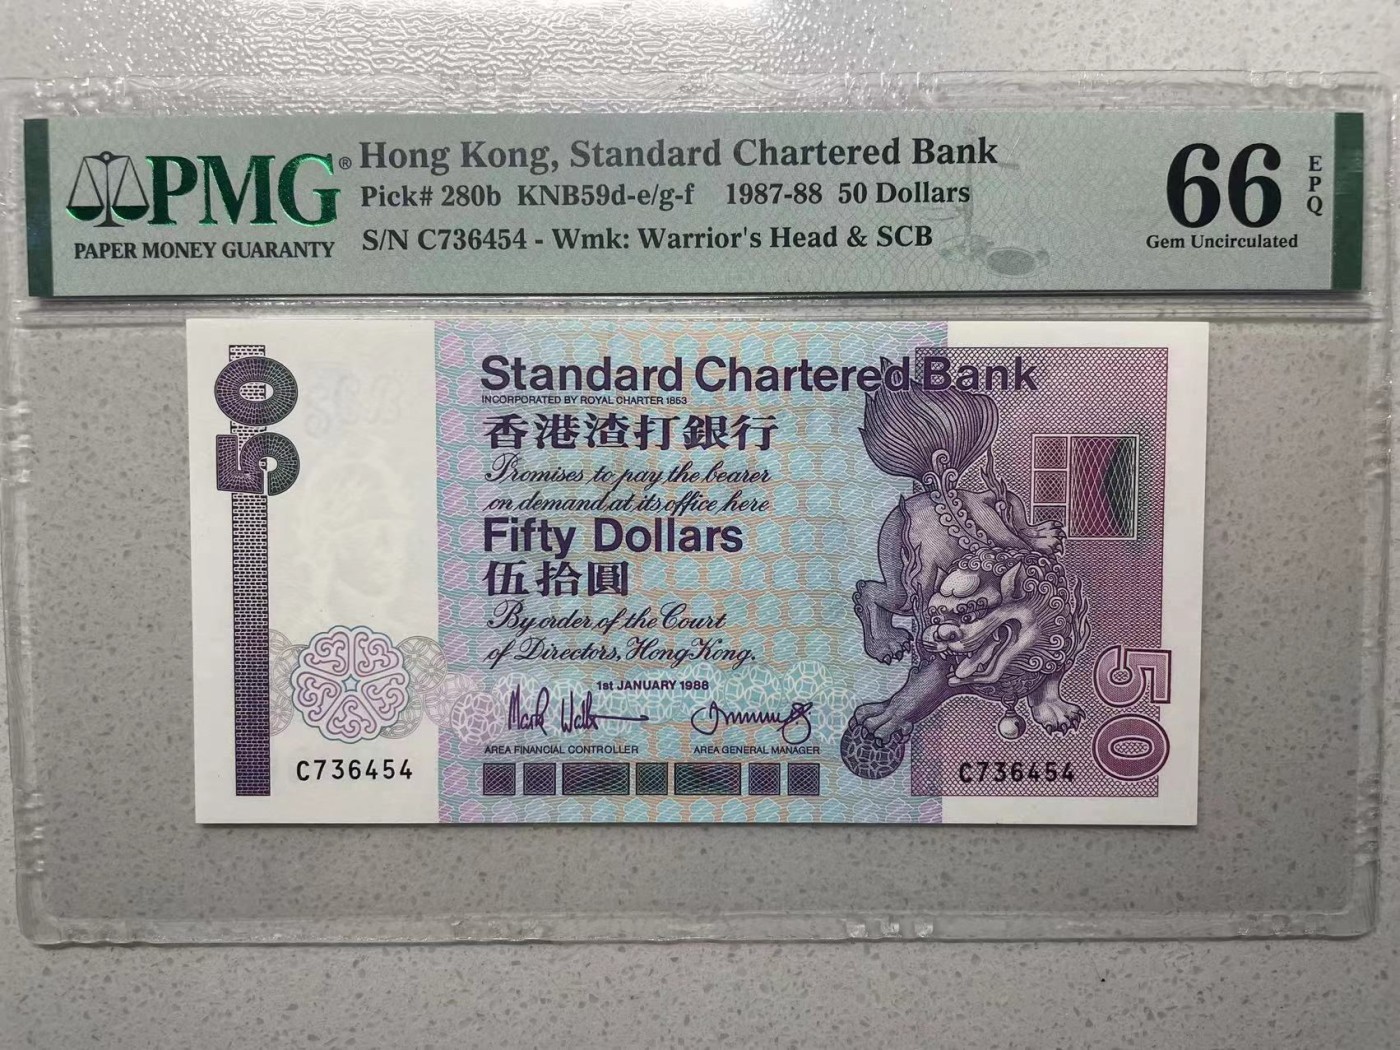 PMG®
PAPER MONEY GUARANTY
Hong Kong, Standard Chartered Bank
Pick# 280b KNB59d-e/g-f 1987-88 50 Dollars
S/N C736454 - Wmk: Warrior's Head & SCB
66
EPQ
Gem Uncirculated
50
Standard Chartered Bank
INCORPORATED BY ROYAL CHARTER 1853
香港渣打銀行
Promises to pay the bearer
on demand at its office here
Fifty Dollars
伍拾圓
By order of the Court
of Directors, Hong Kong.
1st JANUARY 1988
AREA FINANCIAL CONTROLLER AREA GENERAL MANAGER
C736454 C736454
50